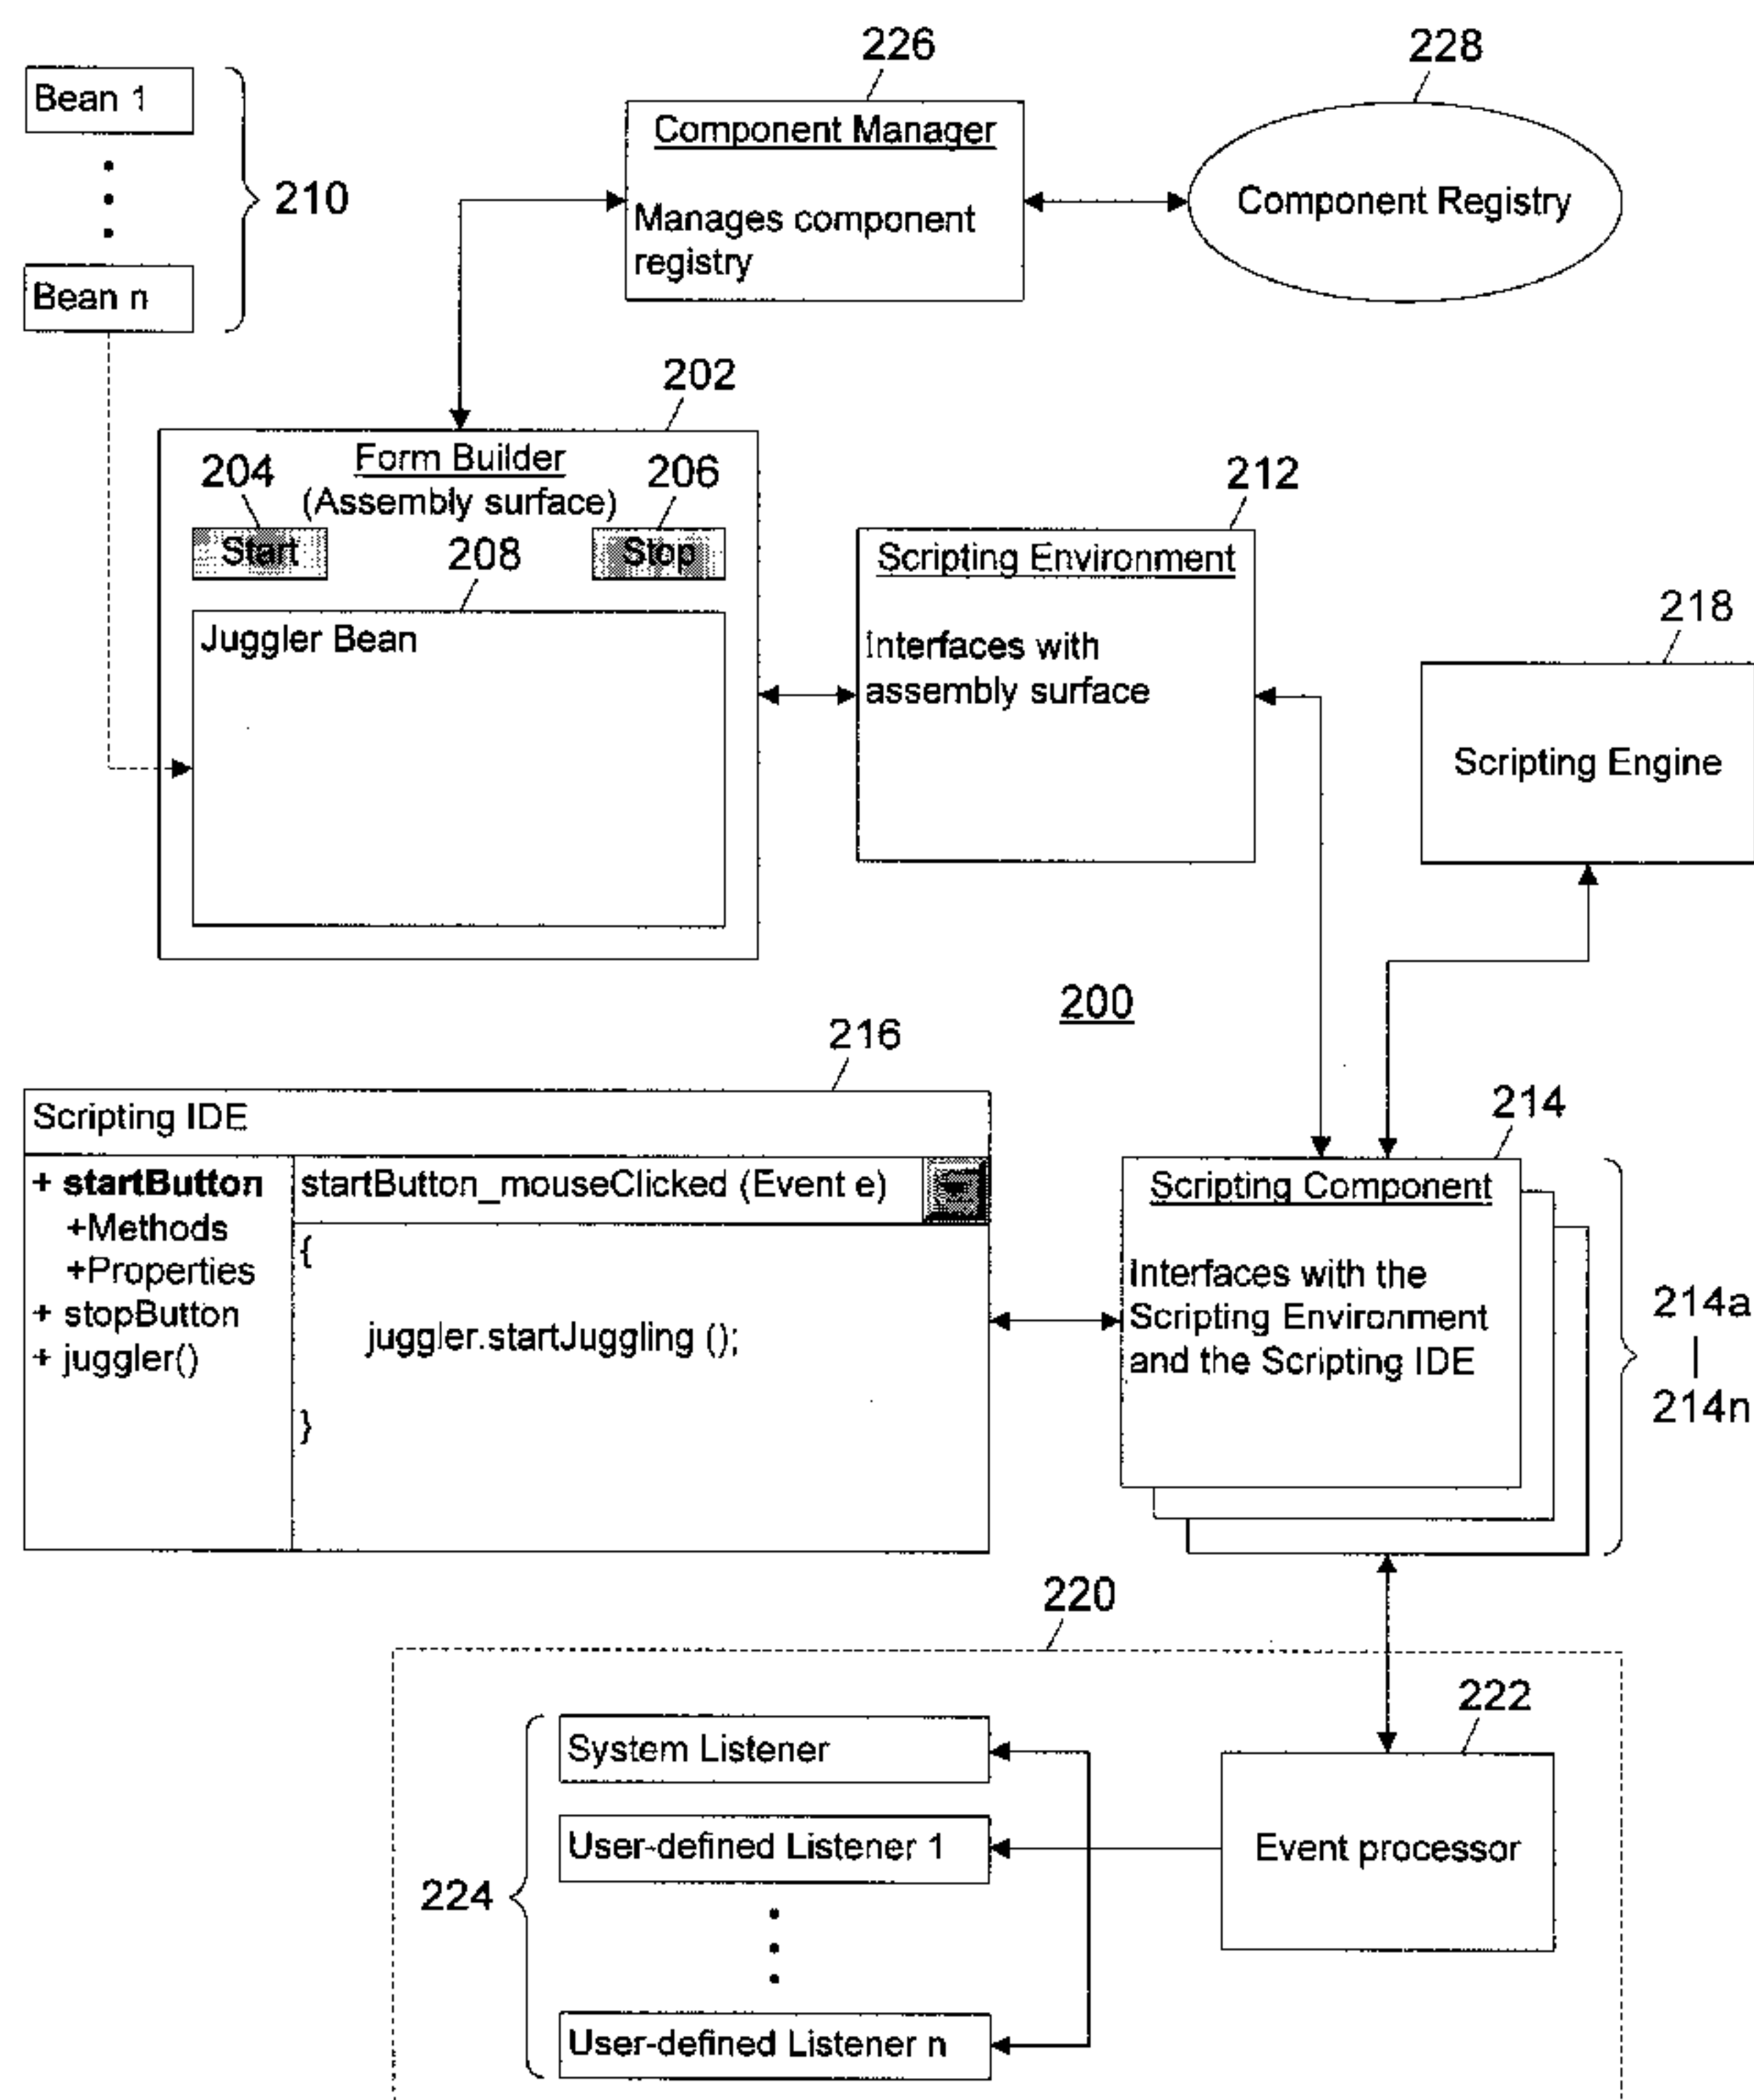 226
228
Bean 1
Component Manager
210
Manages component
registry
Component Registry
Bean n
202
Form Builder
204
206
(Assembly surface)
212
Start
208
Stop
Scripting Environment
Juggler Bean
Interfaces with
assembly surface
218
Scripting Engine
200
216
214
Scripting IDE
+ startButton
+Methods
+Properties
+ stopButton
+ juggler()
startButton_mouseClicked (Event e)
{
juggler.startJuggling ();
}
Scripting Component
Interfaces with the
Scripting Environment
and the Scripting IDE
214a
|
214n
220
222
System Listener
User-defined Listener 1
Event processor
224
User-defined Listener n